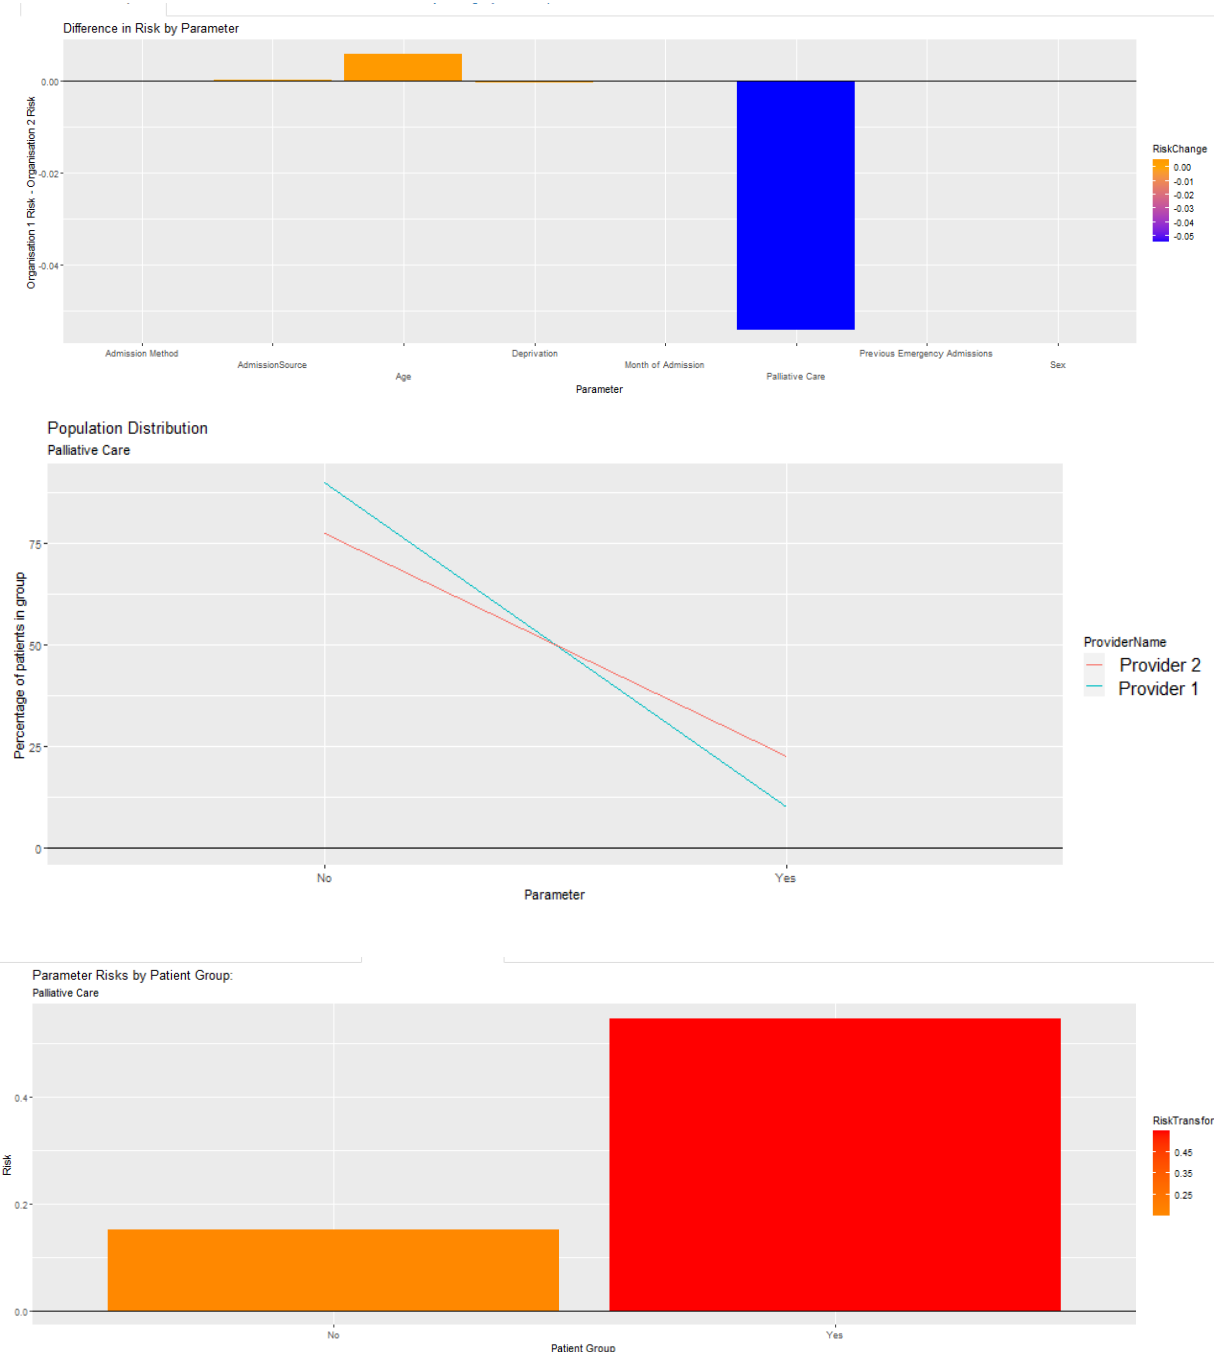 Difference in Risk by Parameter
Organisation 1 Risk - Organisation 2 Risk
0.00
-0.02
-0.04
Admission Method
AdmissionSource
Age
Deprivation
Month of Admission
Palliative Care
Previous Emergency Admissions
Sex
Parameter
RiskChange
0.00
-0.01
-0.02
-0.03
-0.04
-0.05
Population Distribution
Palliative Care
Percentage of patients in group
75
50
25
0
No
Yes
Parameter
ProviderName
Provider 2
Provider 1
Parameter Risks by Patient Group:
Palliative Care
Risk
0.4
0.2
0.0
No
Yes
Patient Group
RiskTransfor
0.45
0.35
0.25